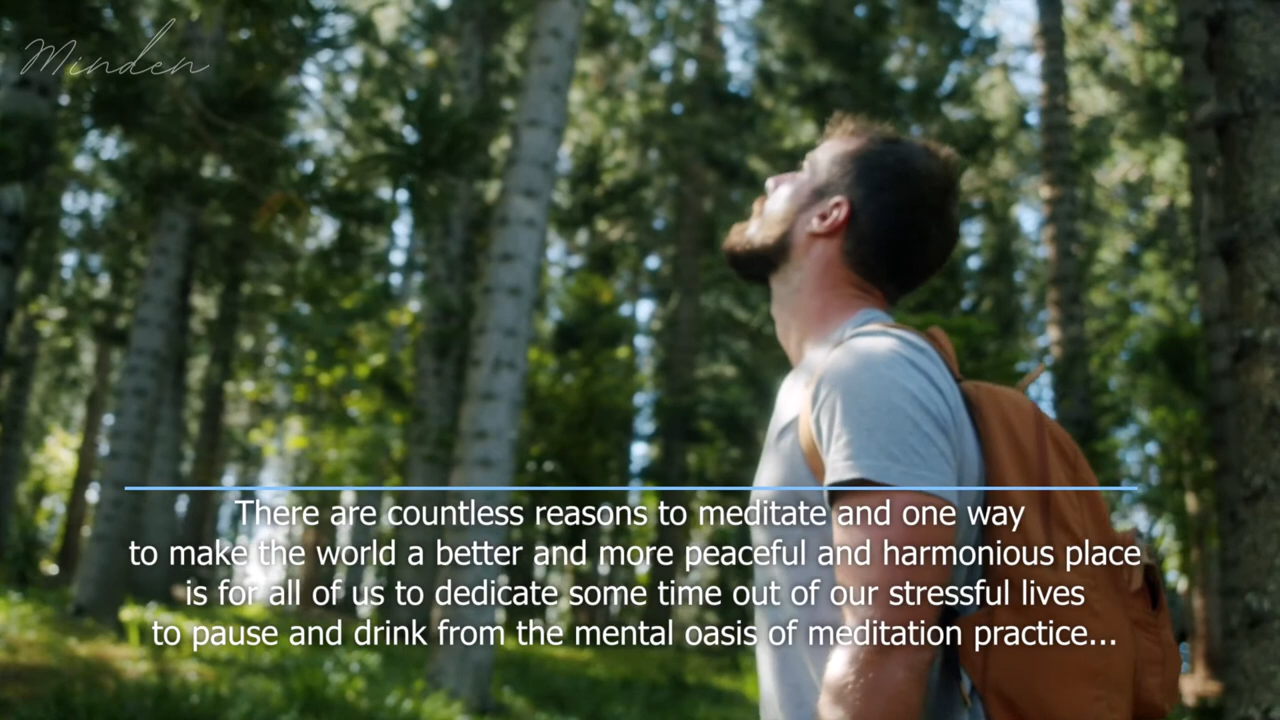 Minden
There are countless reasons to meditate and one way
to make the world a better and more peaceful and harmonious place
is for all of us to dedicate some time out of our stressful lives
to pause and drink from the mental oasis of meditation practice...